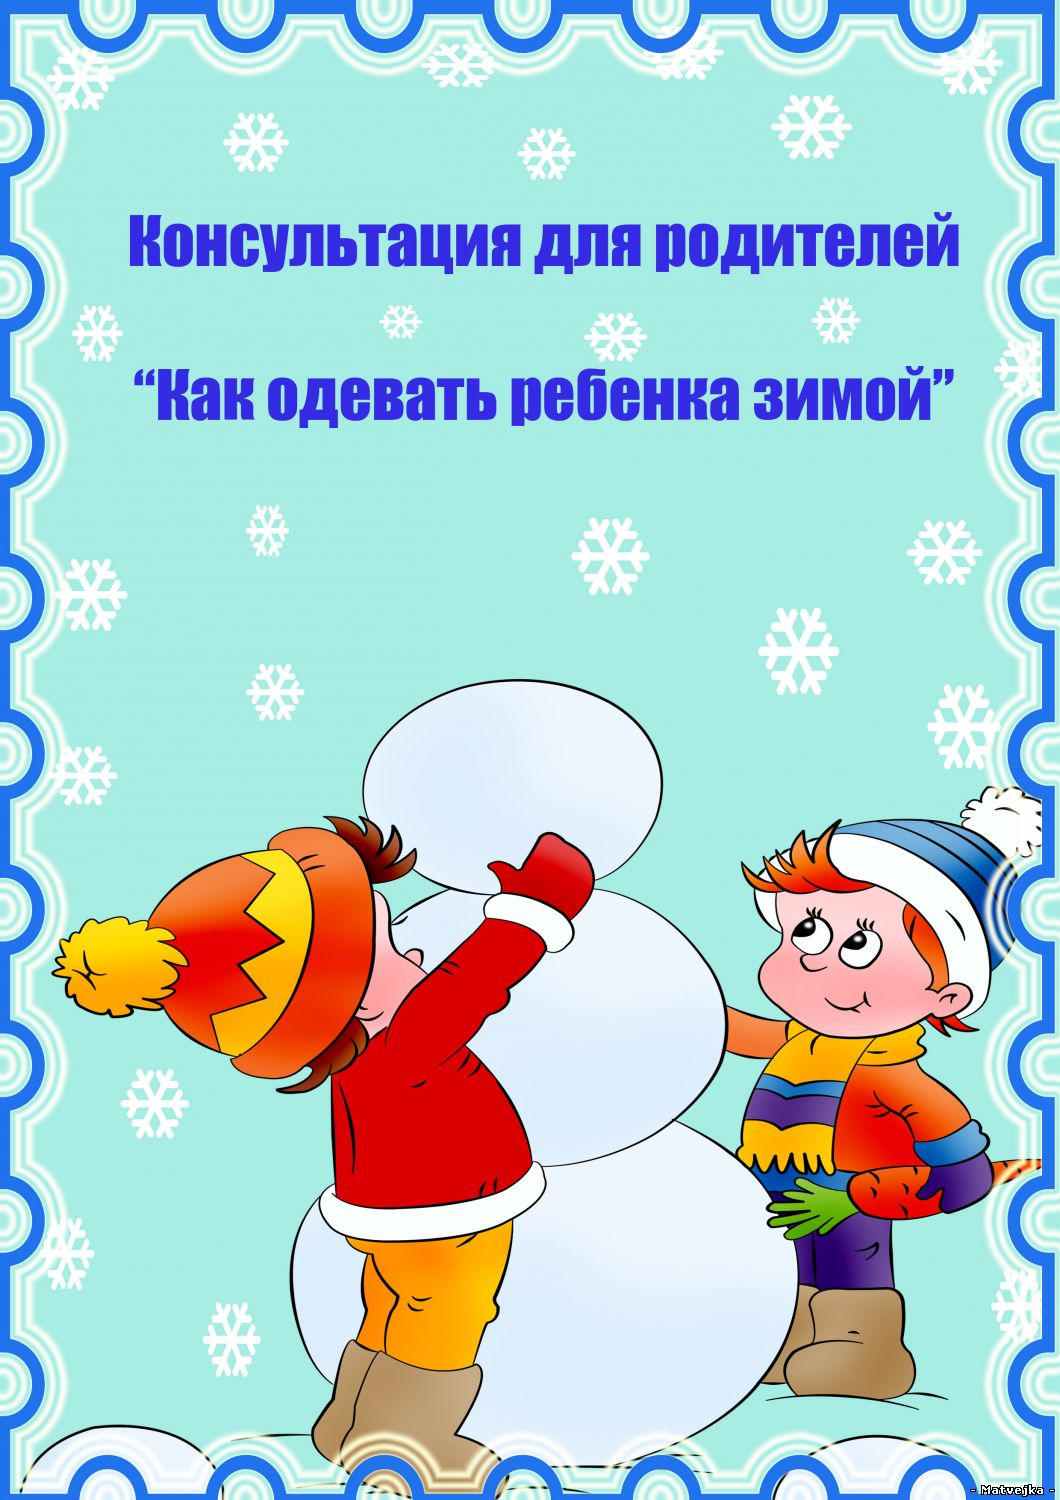 Консультация для родителей
“Как одевать ребенка зимой”
- Matvejka -